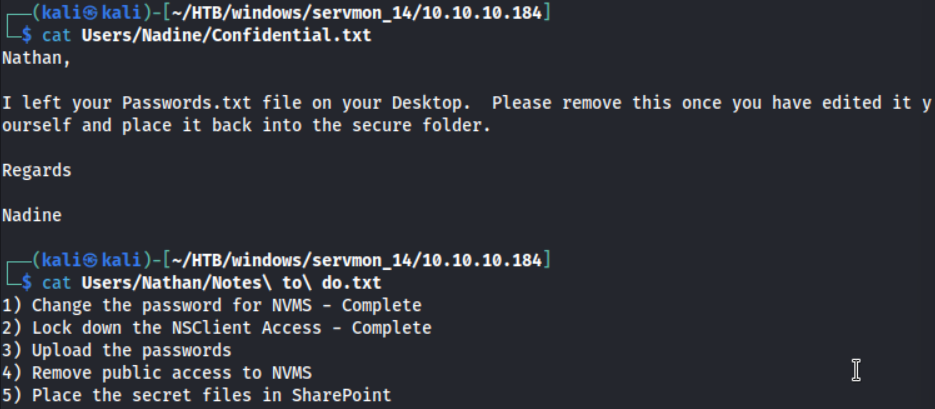 ┌──(kali㉿kali)-[~/HTB/windows/servmon_14/10.10.10.184]
└─$ cat Users/Nadine/Confidential.txt
Nathan,
I left your Passwords.txt file on your Desktop.  Please remove this once you have edited it y
ourself and place it back into the secure folder.
Regards
Nadine
┌──(kali㉿kali)-[~/HTB/windows/servmon_14/10.10.10.184]
└─$ cat Users/Nathan/Notes\ to\ do.txt
1) Change the password for NVMS - Complete
2) Lock down the NSClient Access - Complete
3) Upload the passwords
4) Remove public access to NVMS
5) Place the secret files in SharePoint